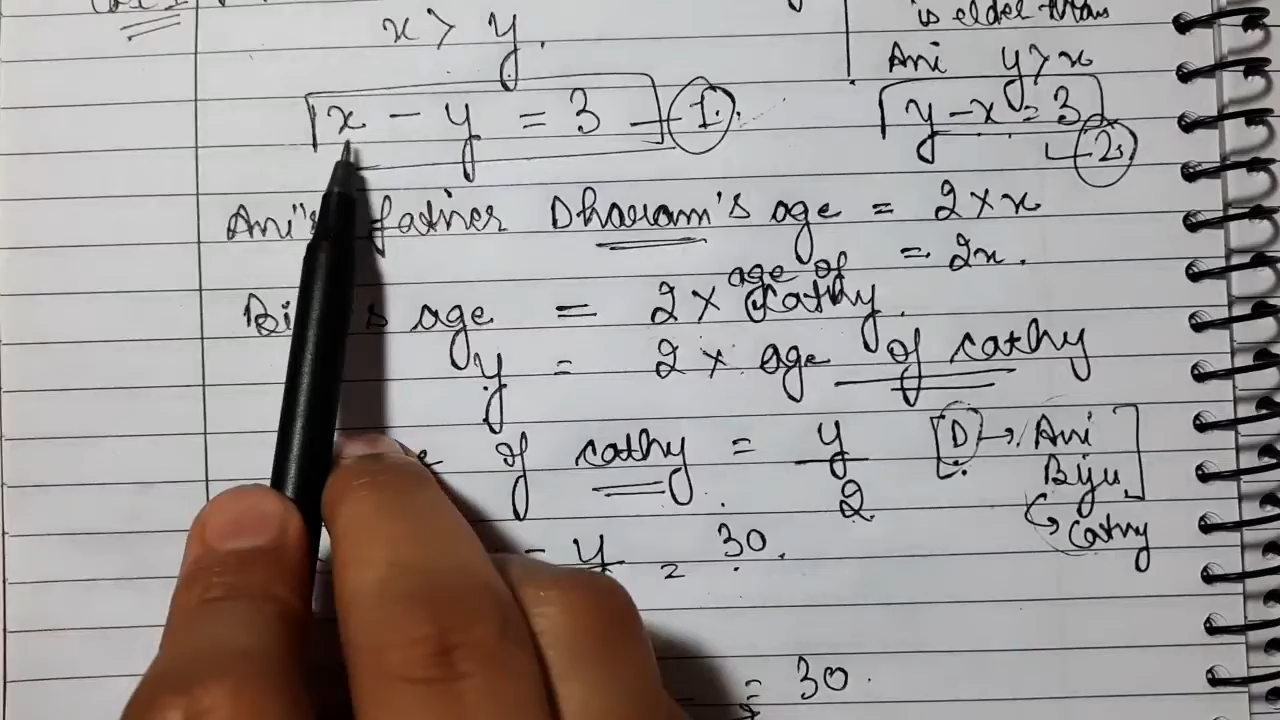 x > y.
x - y = 3 - 1.
is elder than
Ani y > x
y - x = 3
2
Ani's father Dharam's age = 2 × x
= 2x.
age of
s age = 2 × Cathy.
y = 2 × age of cathy
of cathy = y/2
[D → Ani
Biju]
→ Cathy
- y = 30.
= 30.